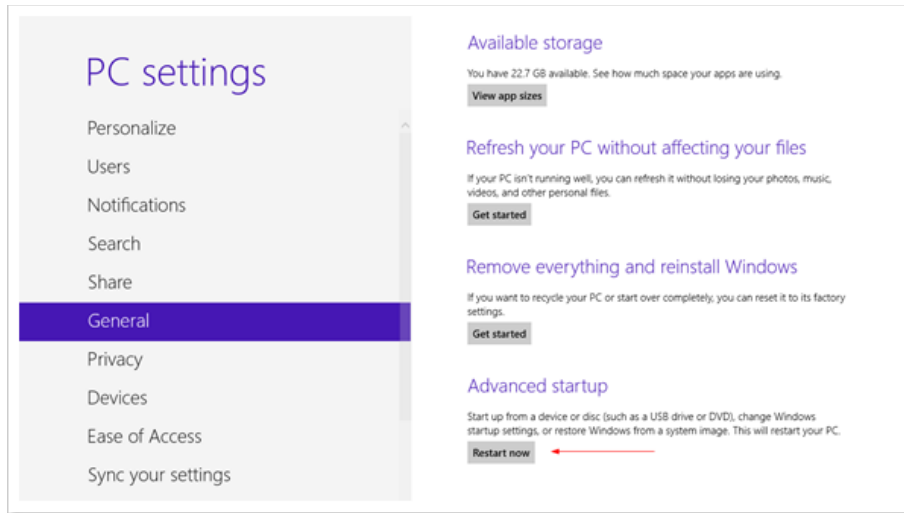 PC settings
Personalize
Users
Notifications
Search
Share
General
Privacy
Devices
Ease of Access
Sync your settings
Available storage
You have 22.7 GB available. See how much space your apps are using.
View app sizes
Refresh your PC without affecting your files
If your PC isn't running well, you can refresh it without losing your photos, music,
videos, and other personal files.
Get started
Remove everything and reinstall Windows
If you want to recycle your PC or start over completely, you can reset it to its factory
settings.
Get started
Advanced startup
Start up from a device or disc (such as a USB drive or DVD), change Windows
startup settings, or restore Windows from a system image. This will restart your PC.
Restart now